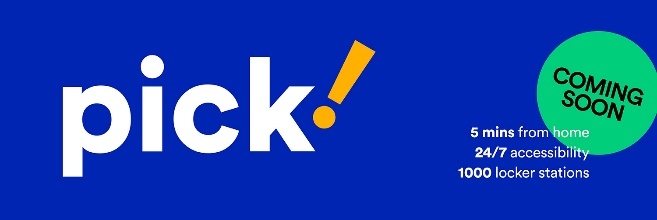 pick!
COMING
SOON
5 mins from home
24/7 accessibility
1000 locker stations